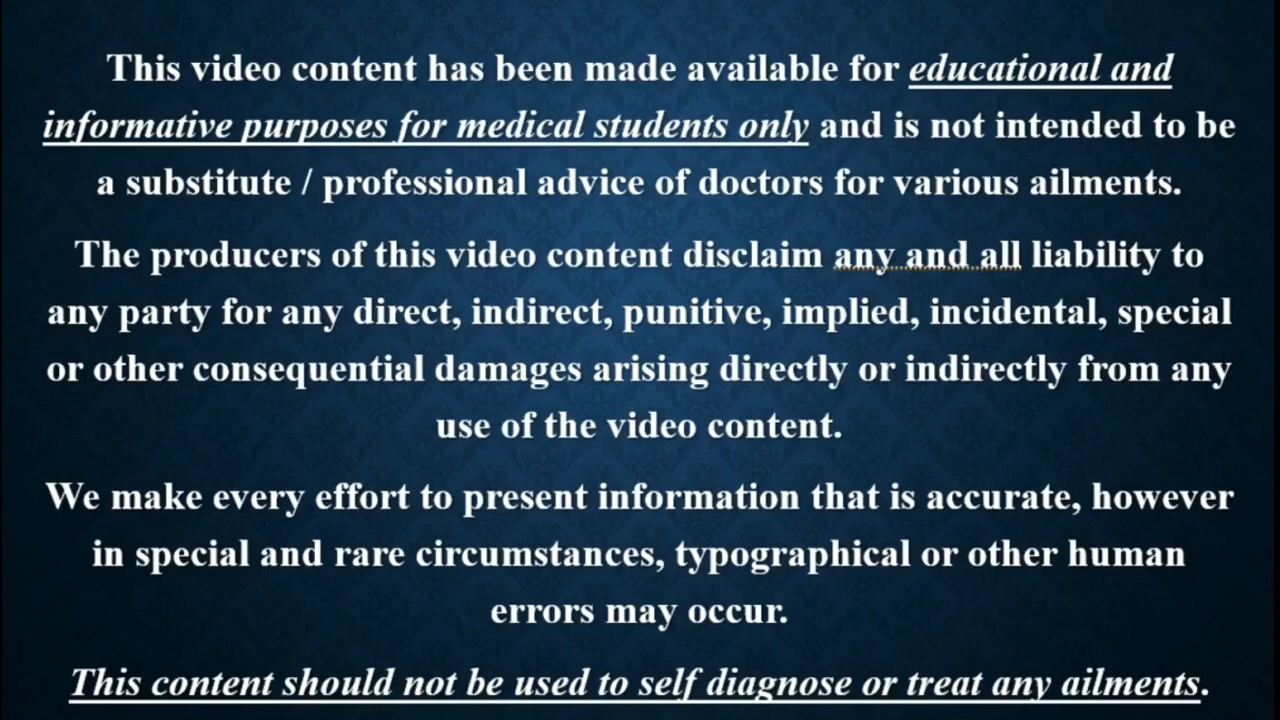 This video content has been made available for educational and
informative purposes for medical students only and is not intended to be
a substitute / professional advice of doctors for various ailments.
The producers of this video content disclaim any and all liability to
any party for any direct, indirect, punitive, implied, incidental, special
or other consequential damages arising directly or indirectly from any
use of the video content.
We make every effort to present information that is accurate, however
in special and rare circumstances, typographical or other human
errors may occur.
This content should not be used to self diagnose or treat any ailments.